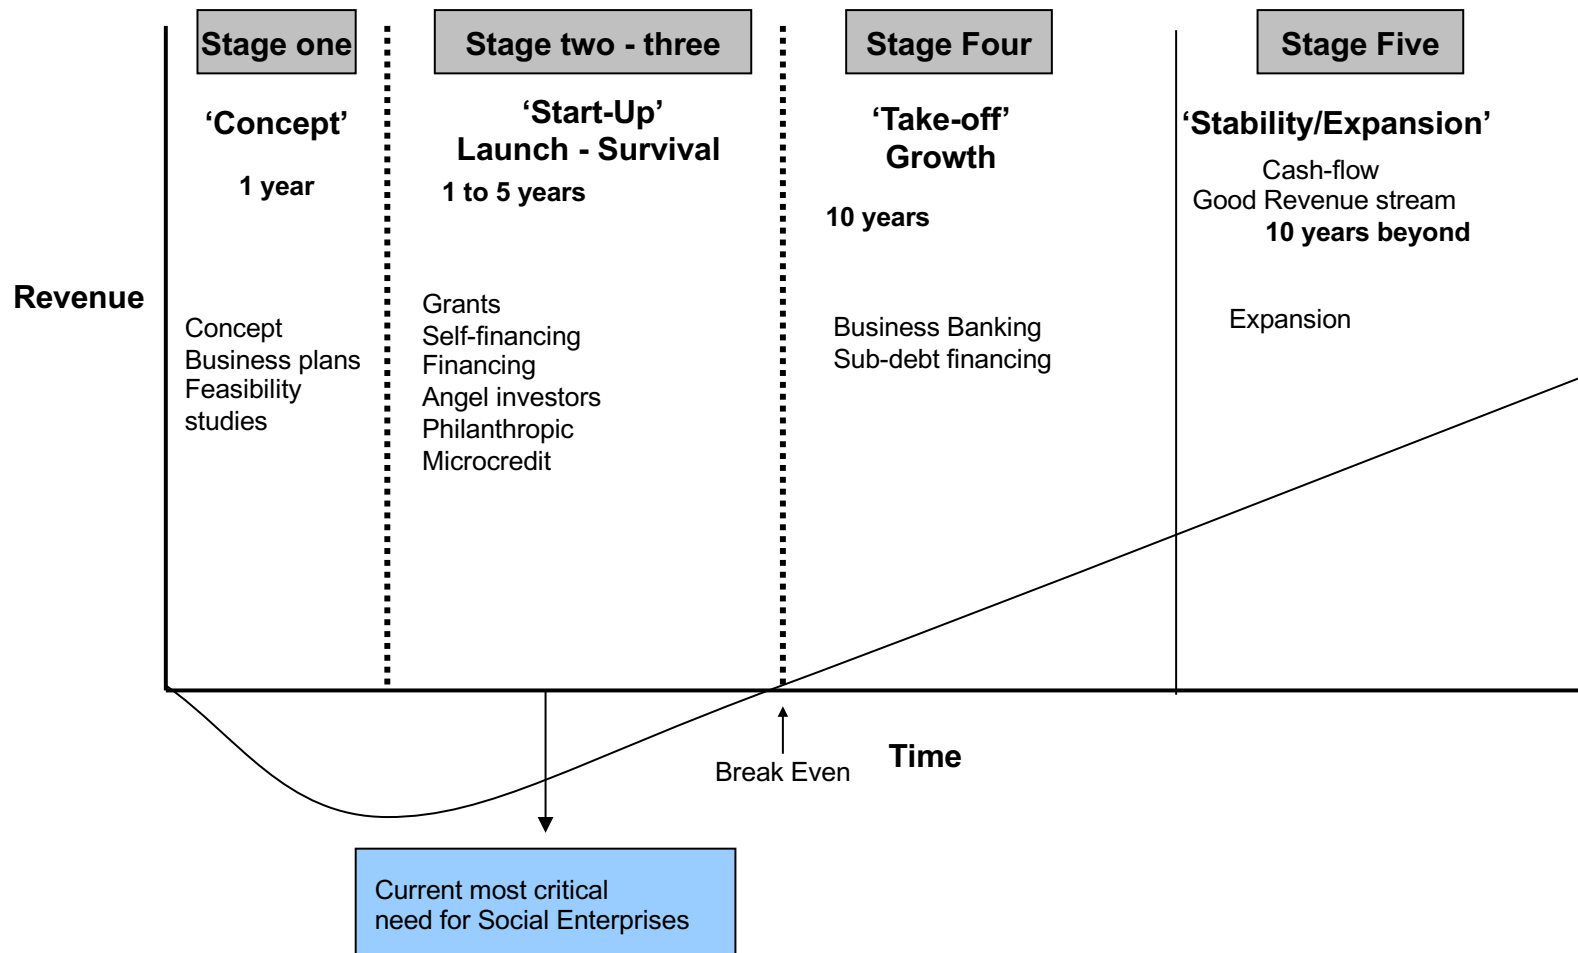 Stage one
Stage two - three
Stage Four
Stage Five
‘Concept’
1 year
‘Start-Up’
Launch - Survival
1 to 5 years
‘Take-off’
Growth
10 years
‘Stability/Expansion’
Cash-flow
Good Revenue stream
10 years beyond
Revenue
Concept
Business plans
Feasibility
studies
Grants
Self-financing
Financing
Angel investors
Philanthropic
Microcredit
Business Banking
Sub-debt financing
Expansion
Break Even
Time
Current most critical
need for Social Enterprises